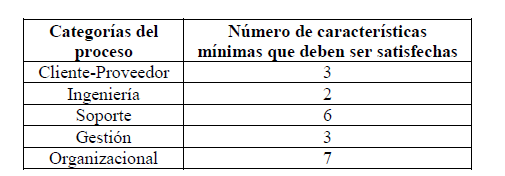 Categorías del proceso
Número de características mínimas que deben ser satisfechas
Cliente-Proveedor 3
Ingeniería 2
Soporte 6
Gestión 3
Organizacional 7